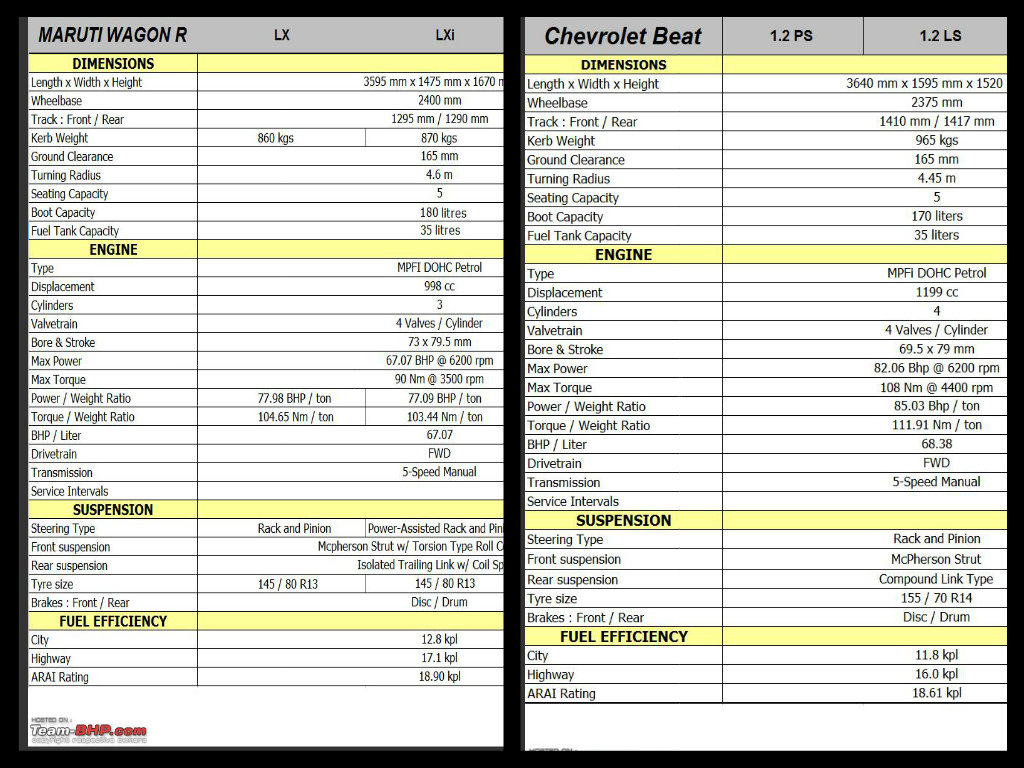 MARUTI WAGON R LX LXi
DIMENSIONS
Length x Width x Height 3595 mm x 1475 mm x 1670 m
Wheelbase 2400 mm
Track : Front / Rear 1295 mm / 1290 mm
Kerb Weight 860 kgs 870 kgs
Ground Clearance 165 mm
Turning Radius 4.6 m
Seating Capacity 5
Boot Capacity 180 litres
Fuel Tank Capacity 35 litres
ENGINE
Type MPFI DOHC Petrol
Displacement 998 cc
Cylinders 3
Valvetrain 4 Valves / Cylinder
Bore & Stroke 73 x 79.5 mm
Max Power 67.07 BHP @ 6200 rpm
Max Torque 90 Nm @ 3500 rpm
Power / Weight Ratio 77.98 BHP / ton 77.09 BHP / ton
Torque / Weight Ratio 104.65 Nm / ton 103.44 Nm / ton
BHP / Liter 67.07
Drivetrain FWD
Transmission 5-Speed Manual
Service Intervals
SUSPENSION
Steering Type Rack and Pinion Power-Assisted Rack and Pin
Front suspension Mcpherson Strut w/ Torsion Type Roll C
Rear suspension Isolated Trailing Link w/ Coil Sp
Tyre size 145 / 80 R13 145 / 80 R13
Brakes : Front / Rear Disc / Drum
FUEL EFFICIENCY
City 12.8 kpl
Highway 17.1 kpl
ARAI Rating 18.90 kpl
HOSTED ON :
Team-BHP.com
copyright respective owners
Chevrolet Beat 1.2 PS 1.2 LS
DIMENSIONS
Length x Width x Height 3640 mm x 1595 mm x 1520
Wheelbase 2375 mm
Track : Front / Rear 1410 mm / 1417 mm
Kerb Weight 965 kgs
Ground Clearance 165 mm
Turning Radius 4.45 m
Seating Capacity 5
Boot Capacity 170 liters
Fuel Tank Capacity 35 liters
ENGINE
Type MPFi DOHC Petrol
Displacement 1199 cc
Cylinders 4
Valvetrain 4 Valves / Cylinder
Bore & Stroke 69.5 x 79 mm
Max Power 82.06 Bhp @ 6200 rpm
Max Torque 108 Nm @ 4400 rpm
Power / Weight Ratio 85.03 Bhp / ton
Torque / Weight Ratio 111.91 Nm / ton
BHP / Liter 68.38
Drivetrain FWD
Transmission 5-Speed Manual
Service Intervals
SUSPENSION
Steering Type Rack and Pinion
Front suspension McPherson Strut
Rear suspension Compound Link Type
Tyre size 155 / 70 R14
Brakes : Front / Rear Disc / Drum
FUEL EFFICIENCY
City 11.8 kpl
Highway 16.0 kpl
ARAI Rating 18.61 kpl